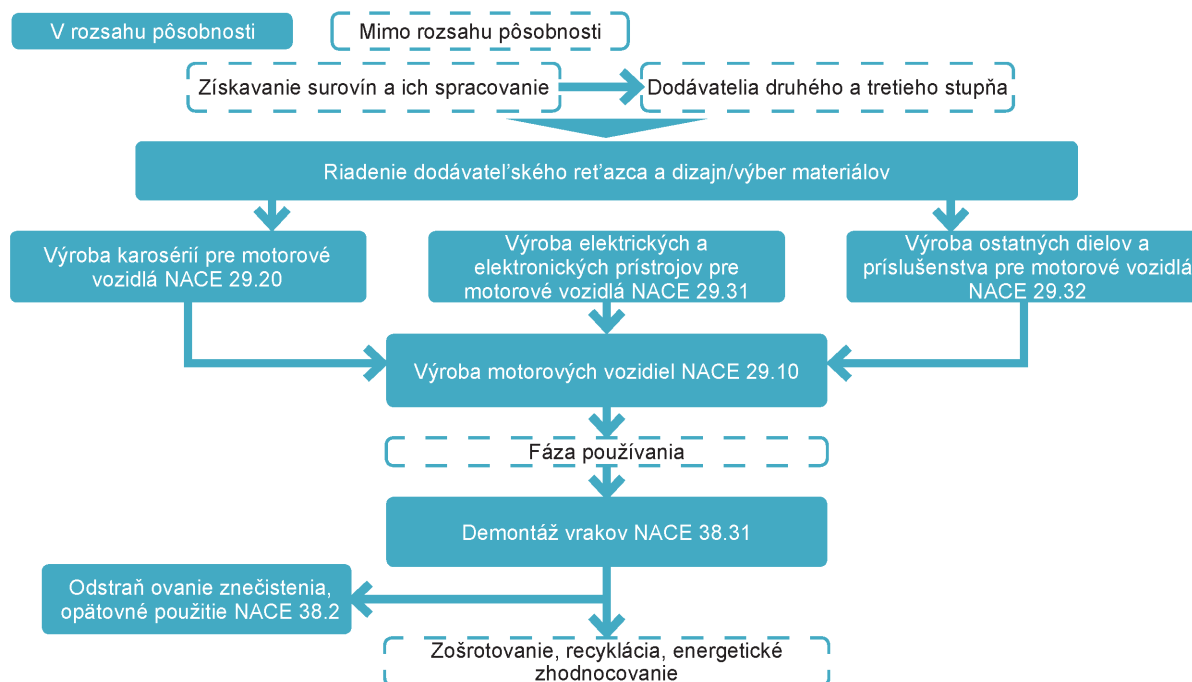 V rozsahu pôsobnosti
Mimo rozsahu pôsobnosti
Získavanie surovín a ich spracovanie
Dodávatelia druhého a tretieho stupňa
Riadenie dodávateľského reťazca a dizajn/výber materiálov
Výroba karosérií pre motorové
vozidlá NACE 29.20
Výroba elektrických a
elektronických prístrojov pre
motorové vozidlá NACE 29.31
Výroba ostatných dielov a
príslušenstva pre motorové vozidlá
NACE 29.32
Výroba motorových vozidiel NACE 29.10
Fáza používania
Demontáž vrakov NACE 38.31
Odstraň ovanie znečistenia,
opätovné použitie NACE 38.2
Zošrotovanie, recyklácia, energetické
zhodnocovanie